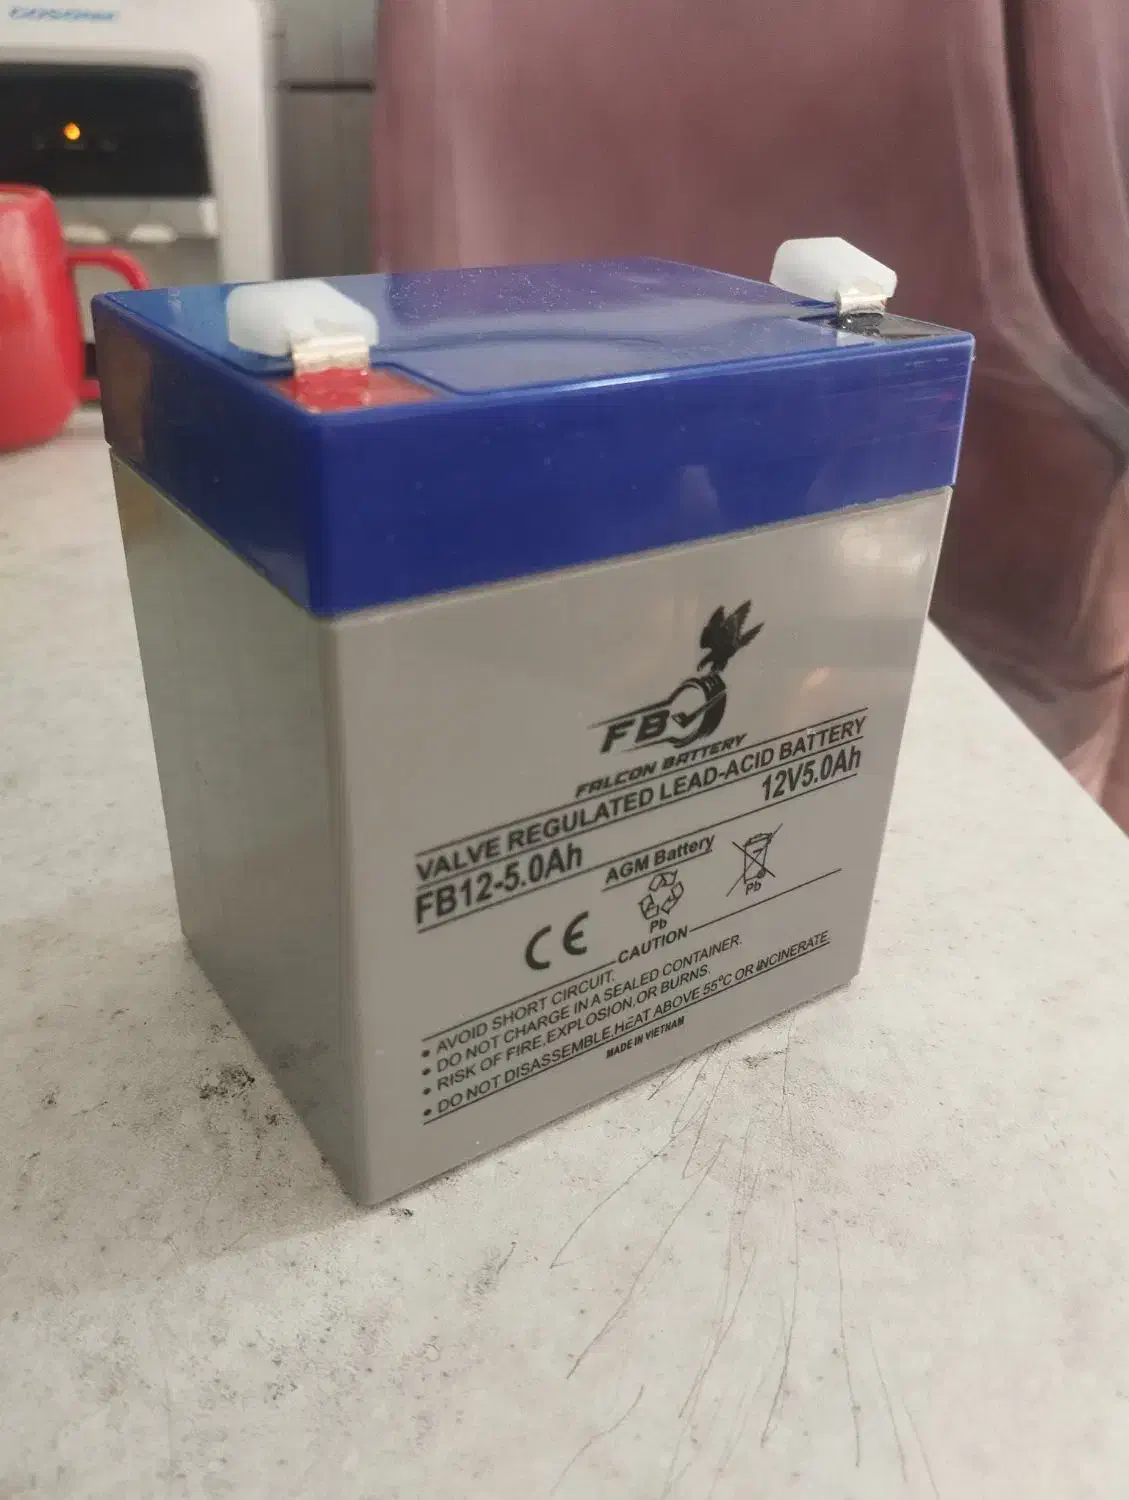 FB
FALCON BATTERY
VALVE REGULATED LEAD-ACID BATTERY
FB12-5.0Ah 12V5.0Ah
AGM Battery
CE
Pb
Pb
CAUTION
• AVOID SHORT CIRCUIT.
• DO NOT CHARGE IN A SEALED CONTAINER.
• RISK OF FIRE,EXPLOSION,OR BURNS.
• DO NOT DISASSEMBLE,HEAT ABOVE 55°C OR INCINERATE.
MADE IN VIETNAM